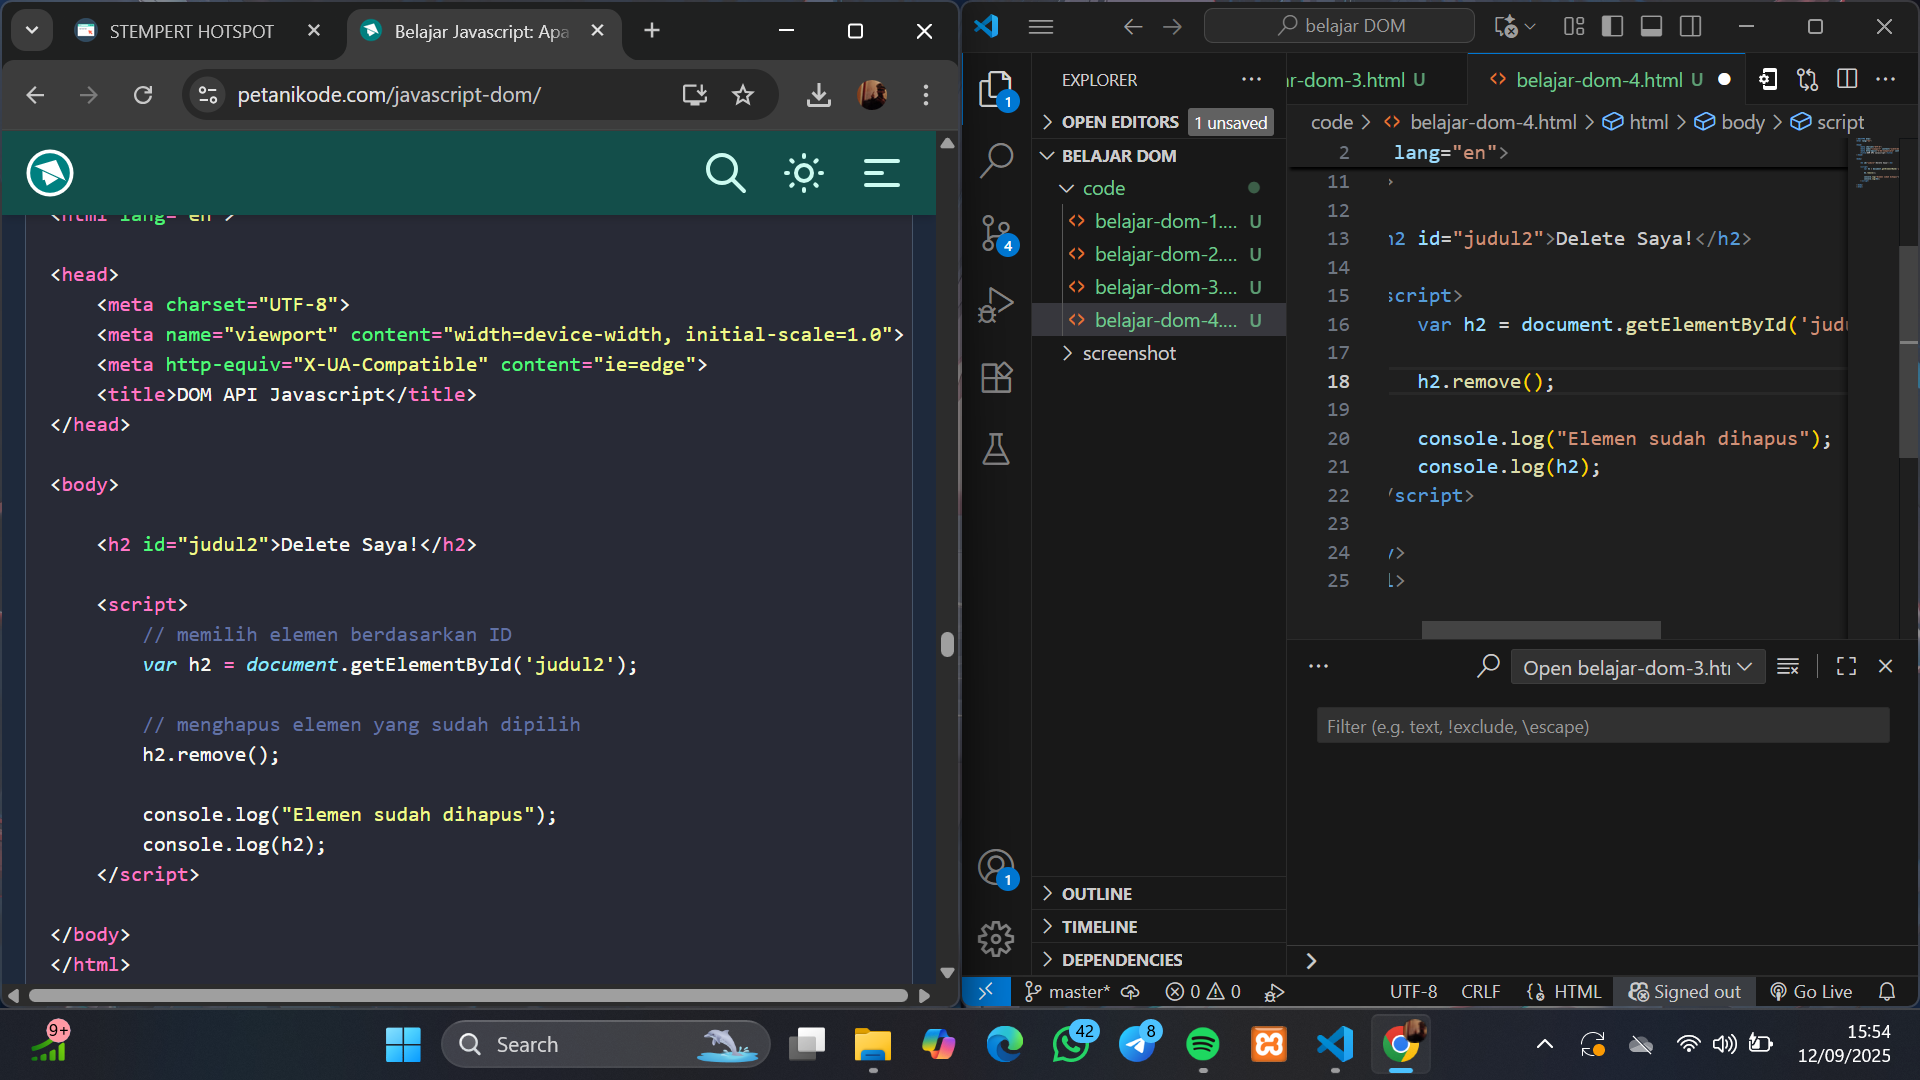 STEMPERT HOTSPOT
Belajar Javascript: Apa
petanikode.com/javascript-dom/
<html lang="en">
<head>
<meta charset="UTF-8">
<meta name="viewport" content="width=device-width, initial-scale=1.0">
<meta http-equiv="X-UA-Compatible" content="ie=edge">
<title>DOM API Javascript</title>
</head>
<body>
<h2 id="judul2">Delete Saya!</h2>
<script>
// memilih elemen berdasarkan ID
var h2 = document.getElementById('judul2');
// menghapus elemen yang sudah dipilih
h2.remove();
console.log("Elemen sudah dihapus");
console.log(h2);
</script>
</body>
</html>
belajar DOM
EXPLORER
OPEN EDITORS 1 unsaved
BELAJAR DOM
code
belajar-dom-1.... U
belajar-dom-2.... U
belajar-dom-3.... U
belajar-dom-4.... U
screenshot
OUTLINE
TIMELINE
DEPENDENCIES
1
4
1
r-dom-3.html U
belajar-dom-4.html U
code > belajar-dom-4.html > html > body > script
2 lang="en">
11 >
12
13 h2 id="judul2">Delete Saya!</h2>
14
15 script>
16 var h2 = document.getElementById('judu
17
18 h2.remove();
19
20 console.log("Elemen sudah dihapus");
21 console.log(h2);
22 /script>
23
24 />
25 l>
Open belajar-dom-3.htr
Filter (e.g. text, !exclude, \escape)
master* 0 0 UTF-8 CRLF HTML Signed out Go Live
9+
Search
42
8
15:54
12/09/2025